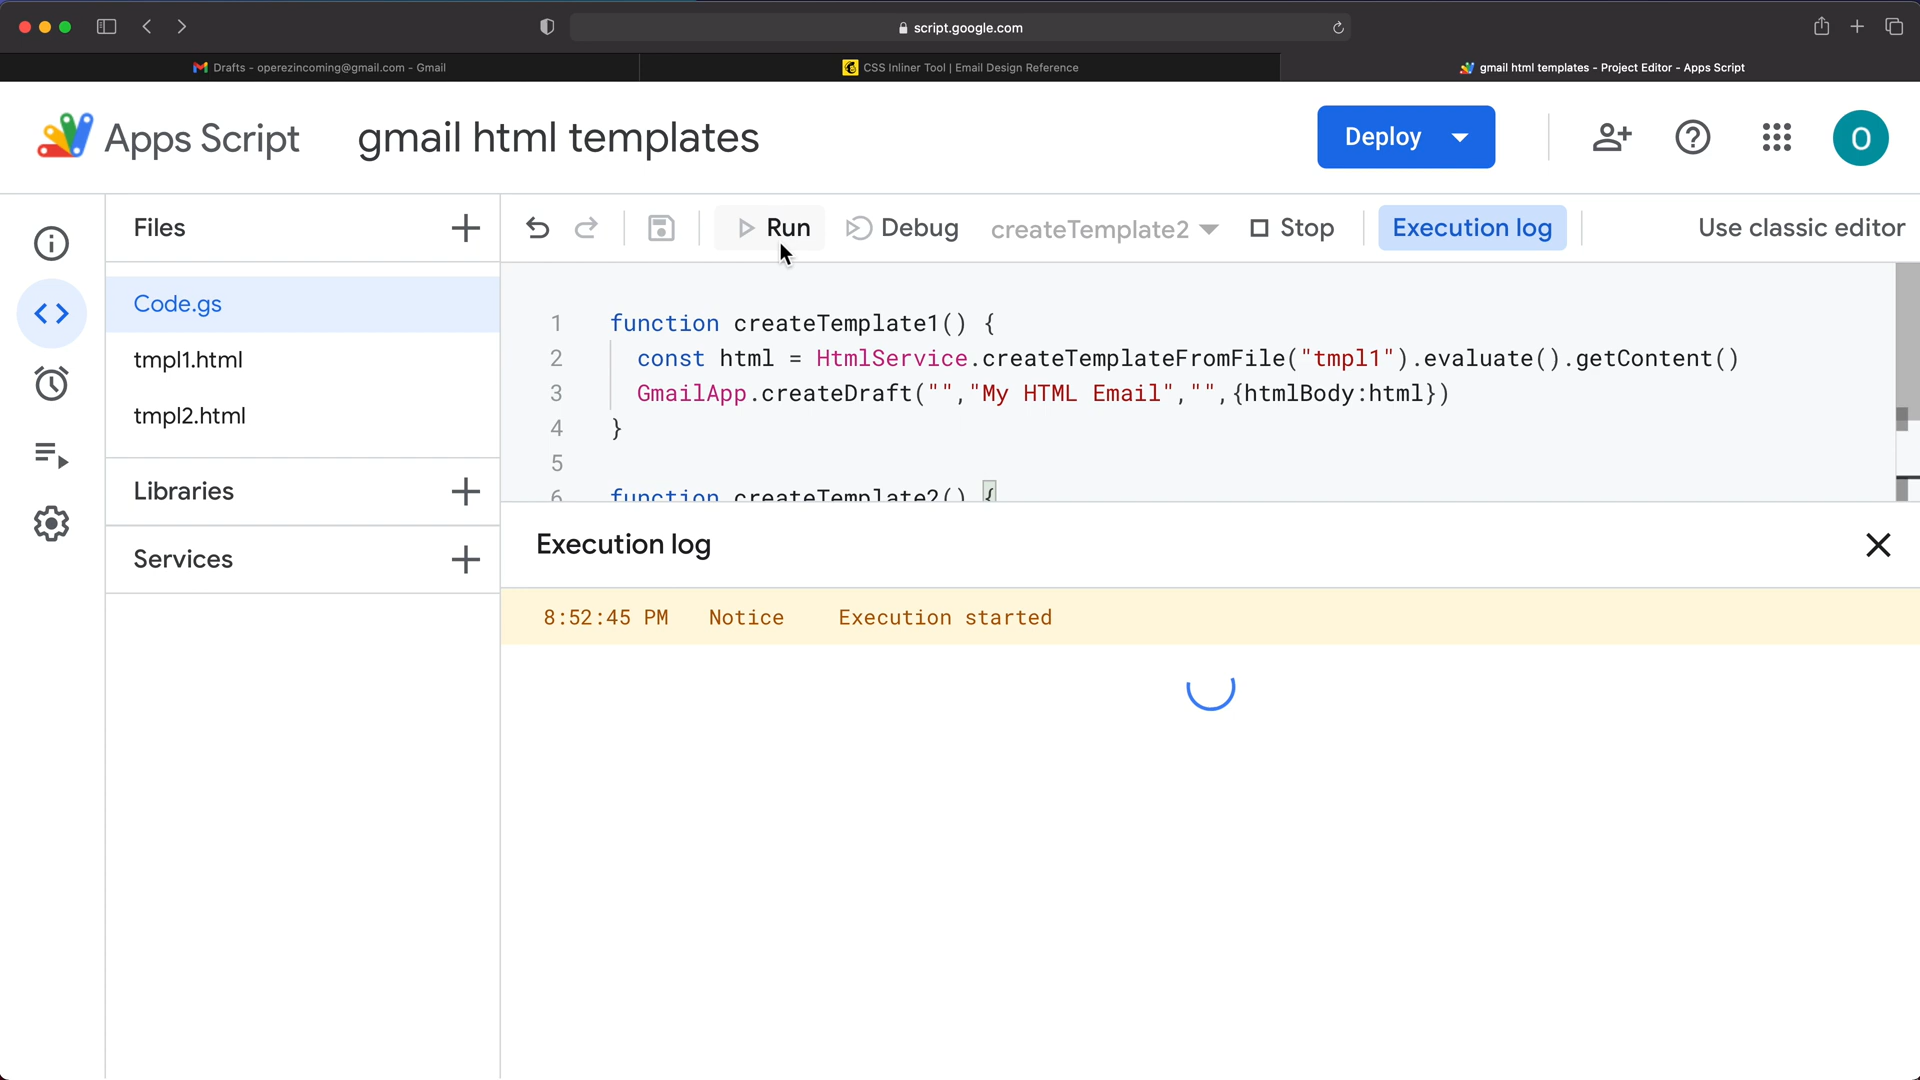 script.google.com
Drafts - operezincoming@gmail.com - Gmail
CSS Inliner Tool | Email Design Reference
gmail html templates - Project Editor - Apps Script
Apps Script
gmail html templates
Deploy
O
Files
Run
Debug
createTemplate2
Stop
Execution log
Use classic editor
Code.gs
tmpl1.html
tmpl2.html
Libraries
Services
1 function createTemplate1() {
2 const html = HtmlService.createTemplateFromFile("tmpl1").evaluate().getContent()
3 GmailApp.createDraft("","My HTML Email","",{htmlBody:html})
4 }
5
6 function createTemplate2() {
Execution log
8:52:45 PM Notice Execution started